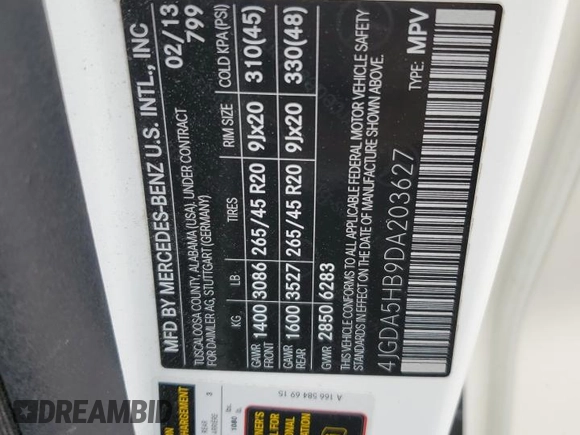 MFD BY MERCEDES-BENZ U.S. INTL., INC
TUSCALOOSA COUNTY, ALABAMA (USA), UNDER CONTRACT
FOR DAIMLER AG, STUTTGART (GERMANY)
02/13
799
KG LB TIRES RIM SIZE COLD KPA (PSI)
GAWR FRONT 1400 3086 265/45 R20 9Jx20 310(45)
GAWR REAR 1600 3527 265/45 R20 9Jx20 330(48)
GVWR 2850 6283
THIS VEHICLE CONFORMS TO ALL APPLICABLE FEDERAL MOTOR VEHICLE SAFETY
STANDARDS IN EFFECT ON THE DATE OF MANUFACTURE SHOWN ABOVE.
4JGDA5HB9DA203627
TYPE: MPV
A 166 584 69 15
REAR
3
1080 lbs.
DREAMBID